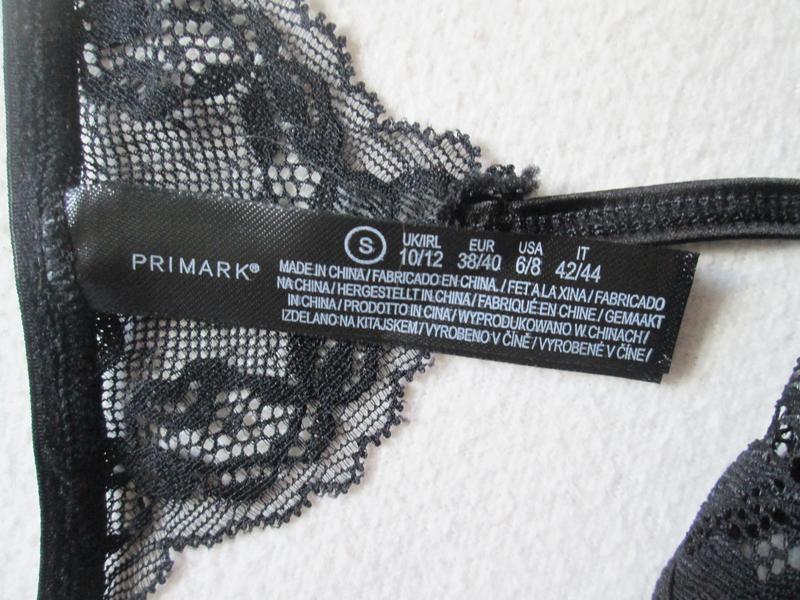 PRIMARK®
S
UK/IRL EUR USA IT
10/12 38/40 6/8 42/44
MADE IN CHINA / FABRICADO EN CHINA. / FET A LA XINA / FABRICADO
NA CHINA / HERGESTELLT IN CHINA / FABRIQUÉ EN CHINE / GEMAAKT
IN CHINA / PRODOTTO IN CINA / WYPRODUKOWANO W CHINACH /
IZDELANO NA KITAJSKEM / VYROBENO V ČÍNĚ / VYROBENÉ V ČÍNE /